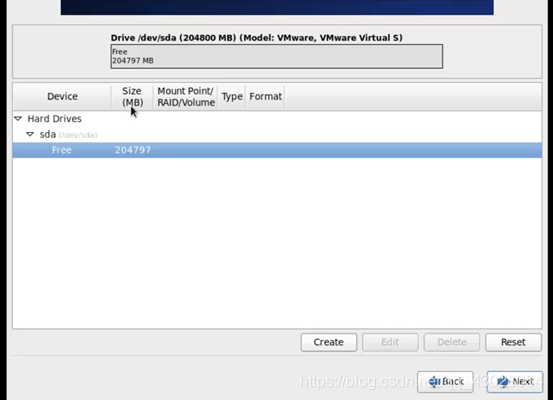 Drive /dev/sda (204800 MB) (Model: VMware, VMware Virtual S)
Free
204797 MB
Device Size (MB) Mount Point/ RAID/Volume Type Format
Hard Drives
sda (/dev/sda)
Free 204797
Create Edit Delete Reset
Back Next
https://blog.csdn.net/